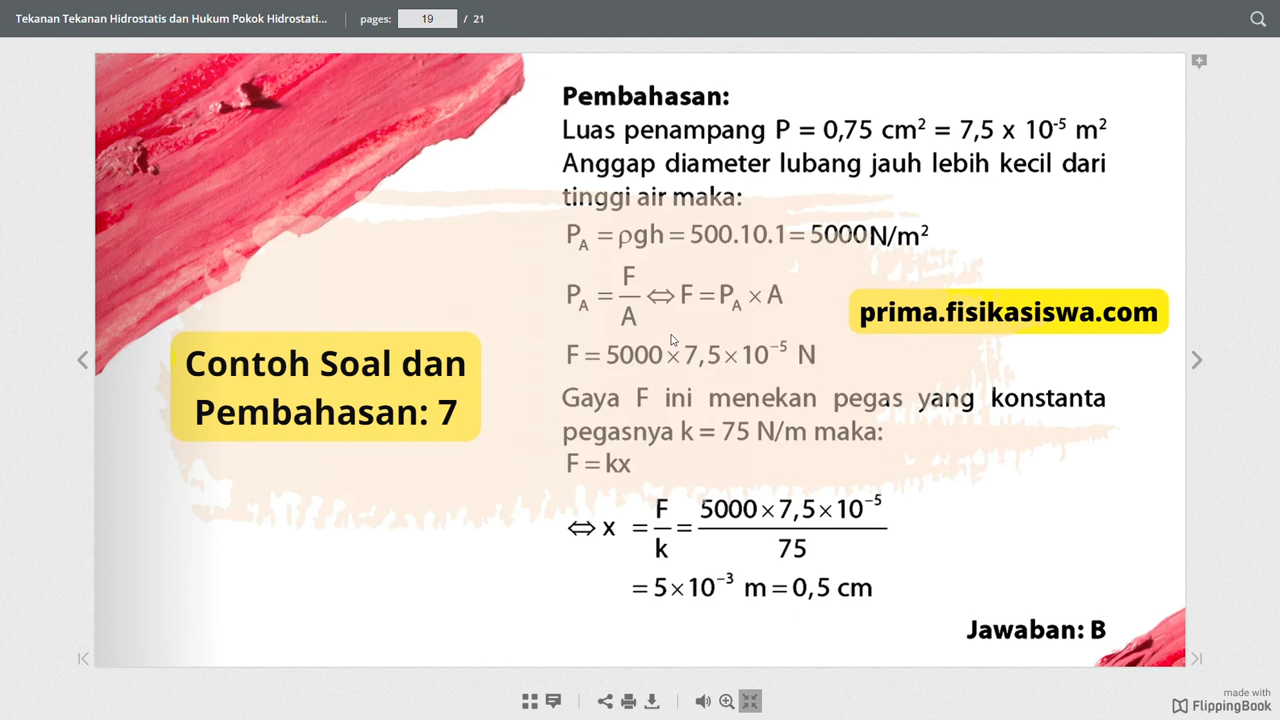 Tekanan Tekanan Hidrostatis dan Hukum Pokok Hidrostati...
pages: 19 / 21
Pembahasan:
Luas penampang P = 0,75 cm² = 7,5 x 10⁻⁵ m²
Anggap diameter lubang jauh lebih kecil dari
tinggi air maka:
P_A = ρgh = 500.10.1 = 5000 N/m²
P_A = F/A ⇔ F = P_A × A
prima.fisikasiswa.com
F = 5000 × 7,5 × 10⁻⁵ N
Contoh Soal dan
Pembahasan: 7
Gaya F ini menekan pegas yang konstanta
pegasnya k = 75 N/m maka:
F = kx
⇔ x = F/k = 5000 × 7,5 × 10⁻⁵ / 75
= 5 × 10⁻³ m = 0,5 cm
Jawaban: B
made with
FlippingBook